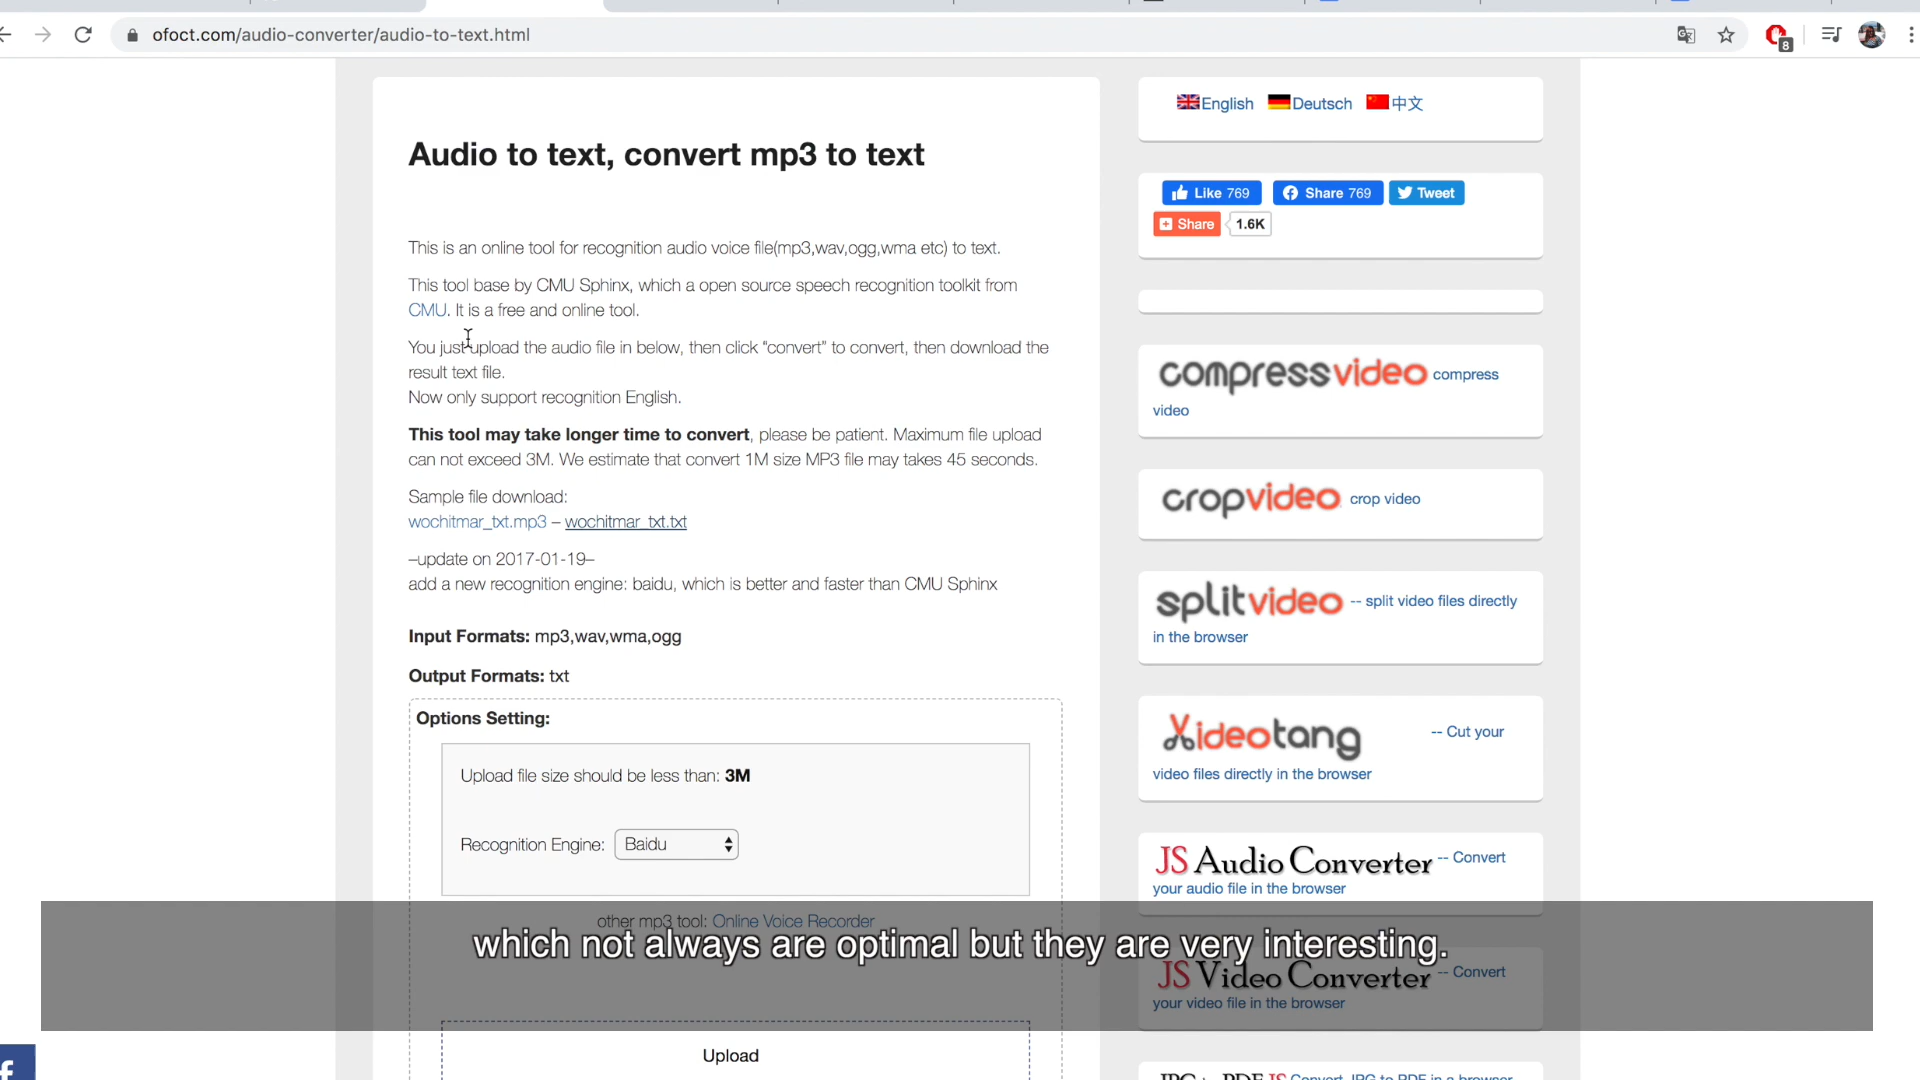 ofoct.com/audio-converter/audio-to-text.html
8
Audio to text, convert mp3 to text
This is an online tool for recognition audio voice file(mp3,wav,ogg,wma etc) to text.
This tool base by CMU Sphinx, which a open source speech recognition toolkit from
CMU. It is a free and online tool.
You just upload the audio file in below, then click “convert” to convert, then download the
result text file.
Now only support recognition English.
This tool may take longer time to convert, please be patient. Maximum file upload
can not exceed 3M. We estimate that convert 1M size MP3 file may takes 45 seconds.
Sample file download:
wochitmar_txt.mp3 – wochitmar_txt.txt
–update on 2017-01-19–
add a new recognition engine: baidu, which is better and faster than CMU Sphinx
Input Formats: mp3,wav,wma,ogg
Output Formats: txt
Options Setting:
Upload file size should be less than: 3M
Recognition Engine: Baidu
other mp3 tool: Online Voice Recorder
Upload
English Deutsch 中文
Like 769 Share 769 Tweet
Share 1.6K
compressvideo compress
video
cropvideo crop video
splitvideo -- split video files directly
in the browser
Videotang -- Cut your
video files directly in the browser
JS Audio Converter -- Convert
your audio file in the browser
JS Video Converter -- Convert
your video file in the browser
which not always are optimal but they are very interesting.